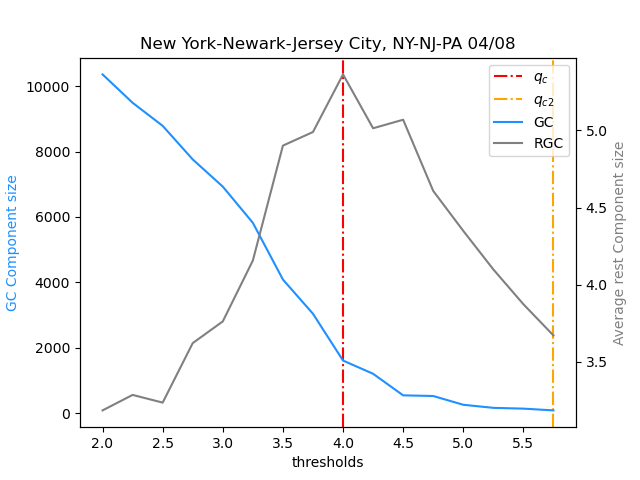 New York-Newark-Jersey City, NY-NJ-PA 04/08
q_c
q_{c2}
GC
RGC
GC Component size
10000
8000
6000
4000
2000
0
Average rest Component size
5.0
4.5
4.0
3.5
2.0 2.5 3.0 3.5 4.0 4.5 5.0 5.5
thresholds